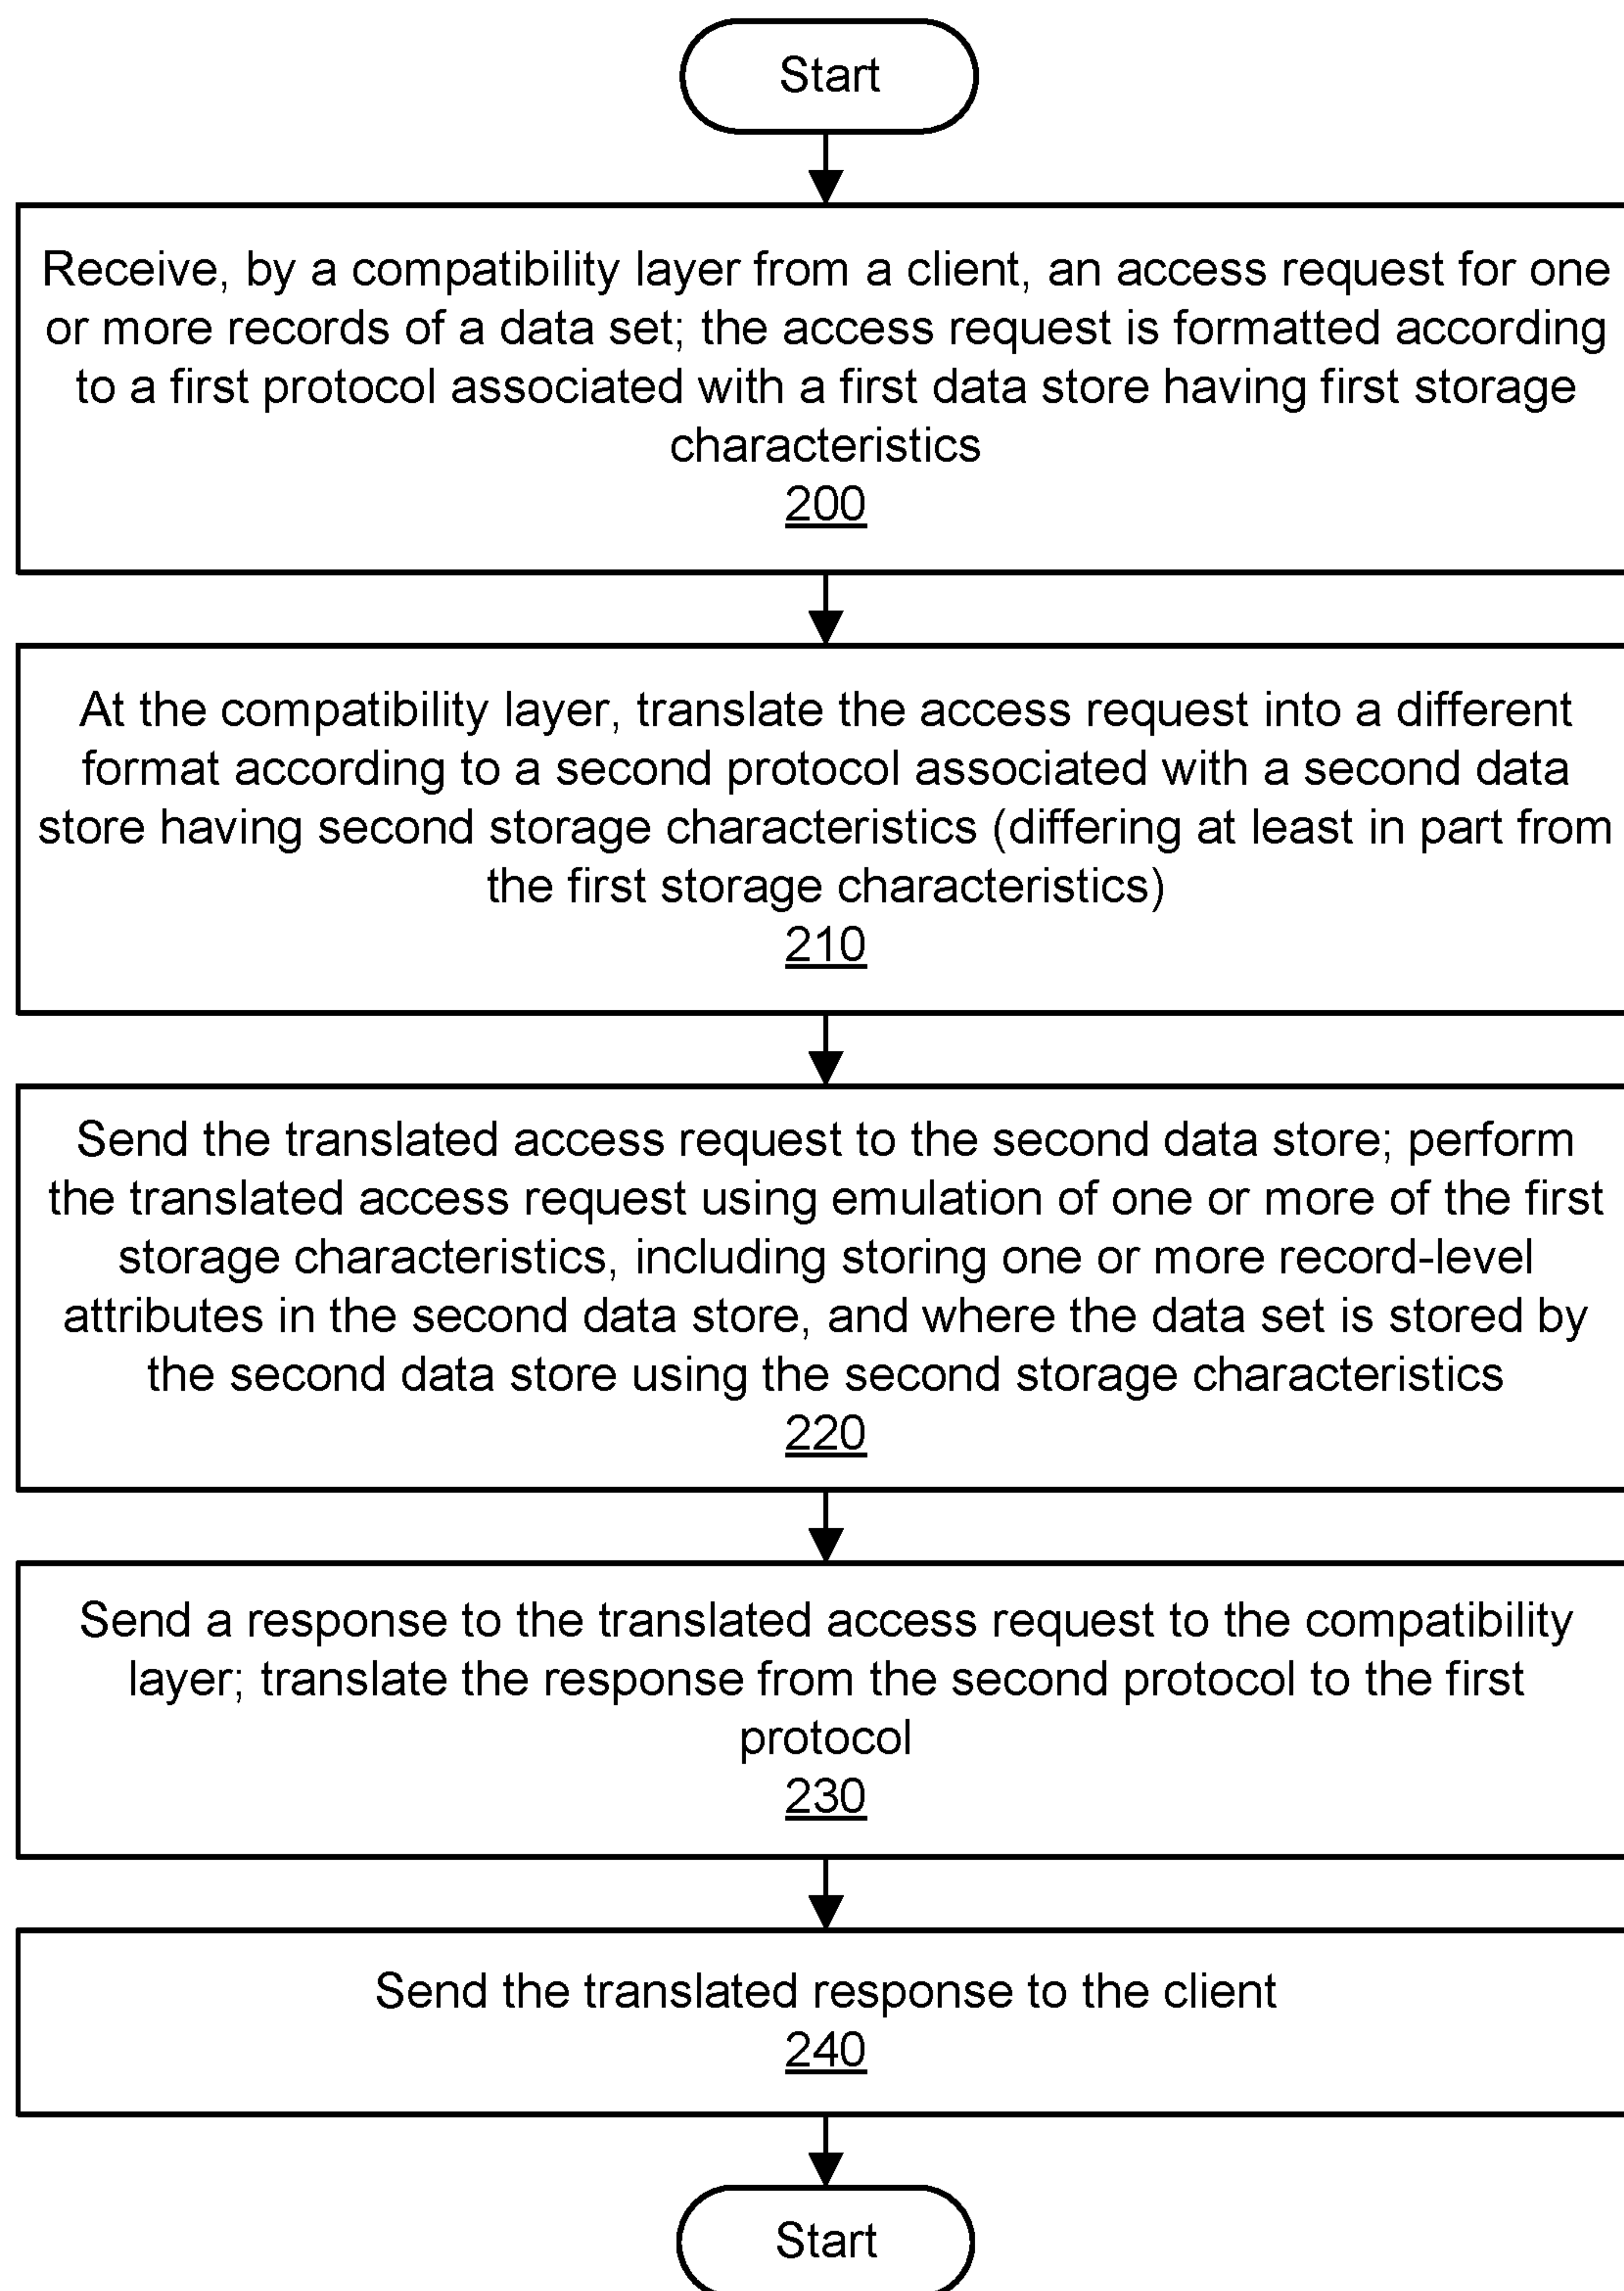 Start
Receive, by a compatibility layer from a client, an access request for one
or more records of a data set; the access request is formatted according
to a first protocol associated with a first data store having first storage
characteristics
200
At the compatibility layer, translate the access request into a different
format according to a second protocol associated with a second data
store having second storage characteristics (differing at least in part from
the first storage characteristics)
210
Send the translated access request to the second data store; perform
the translated access request using emulation of one or more of the first
storage characteristics, including storing one or more record-level
attributes in the second data store, and where the data set is stored by
the second data store using the second storage characteristics
220
Send a response to the translated access request to the compatibility
layer; translate the response from the second protocol to the first
protocol
230
Send the translated response to the client
240
Start